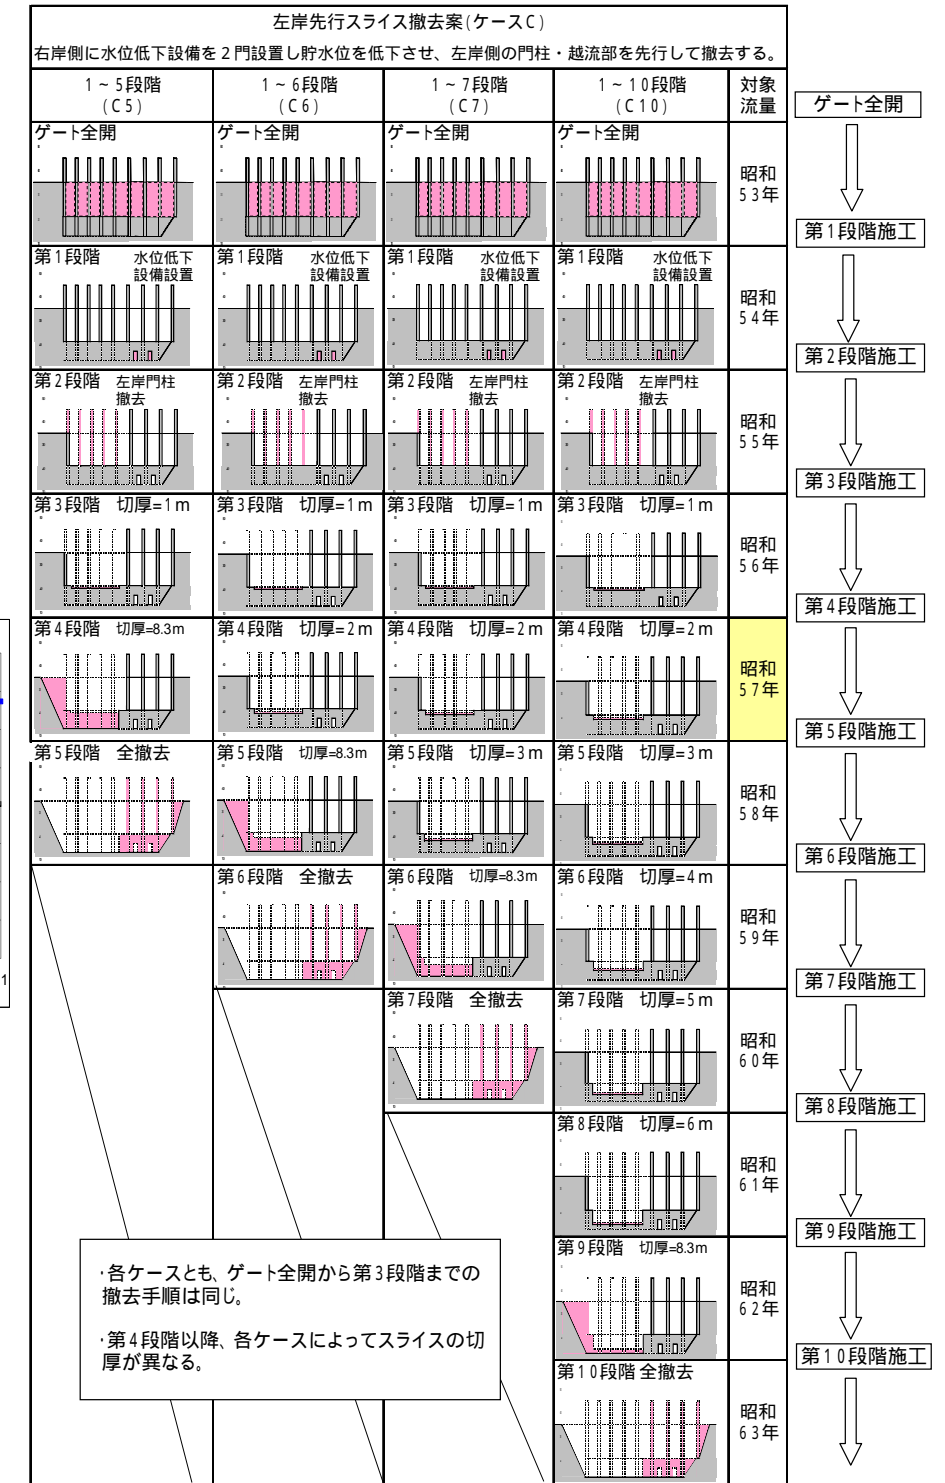 左岸先行スライス撤去案(ケースC)
右岸側に水位低下設備を２門設置し貯水位を低下させ、左岸側の門柱・越流部を先行して撤去する。
1～5段階 1～6段階 1～7段階 1～10段階 対象
(C5) (C6) (C7) (C10) 流量
ゲート全開
ゲート全開 ゲート全開 ゲート全開 ゲート全開
昭和
53年
第1段階施工
第1段階 水位低下 第1段階 水位低下 第1段階 水位低下 第1段階 水位低下
設備設置 設備設置 設備設置 設備設置
昭和
54年
第2段階施工
第2段階 左岸門柱 第2段階 左岸門柱 第2段階 左岸門柱 第2段階 左岸門柱
撤去 撤去 撤去 撤去
昭和
55年
第3段階施工
第3段階 切厚=1m 第3段階 切厚=1m 第3段階 切厚=1m 第3段階 切厚=1m
昭和
56年
第4段階施工
第4段階 切厚=8.3m 第4段階 切厚=2m 第4段階 切厚=2m 第4段階 切厚=2m
昭和
57年
第5段階施工
第5段階 全撤去 第5段階 切厚=8.3m 第5段階 切厚=3m 第5段階 切厚=3m
昭和
58年
第6段階施工
第6段階 全撤去 第6段階 切厚=8.3m 第6段階 切厚=4m
昭和
59年
1
第7段階施工
第7段階 全撤去 第7段階 切厚=5m
昭和
60年
第8段階施工
第8段階 切厚=6m
昭和
61年
第9段階施工
第9段階 切厚=8.3m
昭和
62年
・各ケースとも、ゲート全開から第3段階までの
撤去手順は同じ。
・第4段階以降、各ケースによってスライスの切
厚が異なる。
第10段階施工
第10段階 全撤去
昭和
63年